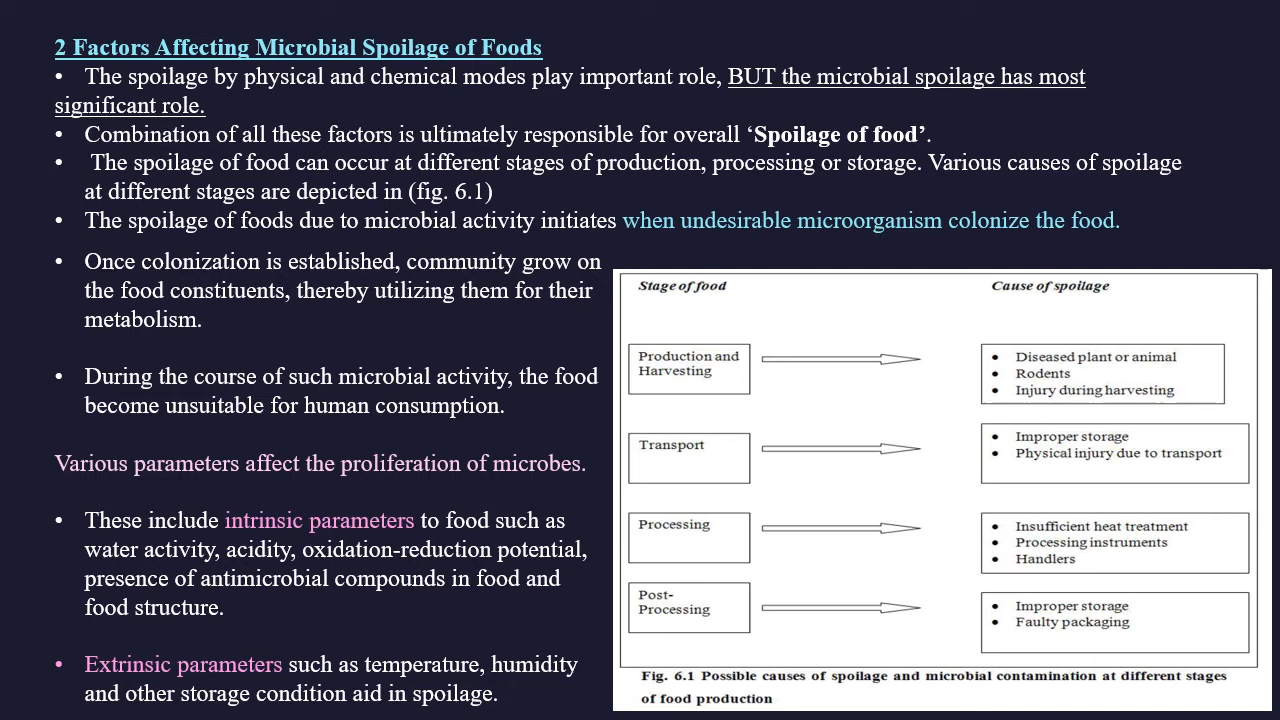 2 Factors Affecting Microbial Spoilage of Foods
• The spoilage by physical and chemical modes play important role, BUT the microbial spoilage has most
significant role.
• Combination of all these factors is ultimately responsible for overall ‘Spoilage of food’.
• The spoilage of food can occur at different stages of production, processing or storage. Various causes of spoilage
at different stages are depicted in (fig. 6.1)
• The spoilage of foods due to microbial activity initiates when undesirable microorganism colonize the food.
• Once colonization is established, community grow on
the food constituents, thereby utilizing them for their
metabolism.
• During the course of such microbial activity, the food
become unsuitable for human consumption.
Various parameters affect the proliferation of microbes.
• These include intrinsic parameters to food such as
water activity, acidity, oxidation-reduction potential,
presence of antimicrobial compounds in food and
food structure.
• Extrinsic parameters such as temperature, humidity
and other storage condition aid in spoilage.
Stage of food
Cause of spoilage
Production and
Harvesting
• Diseased plant or animal
• Rodents
• Injury during harvesting
Transport
• Improper storage
• Physical injury due to transport
Processing
• Insufficient heat treatment
• Processing instruments
• Handlers
Post-
Processing
• Improper storage
• Faulty packaging
Fig. 6.1 Possible causes of spoilage and microbial contamination at different stages
of food production